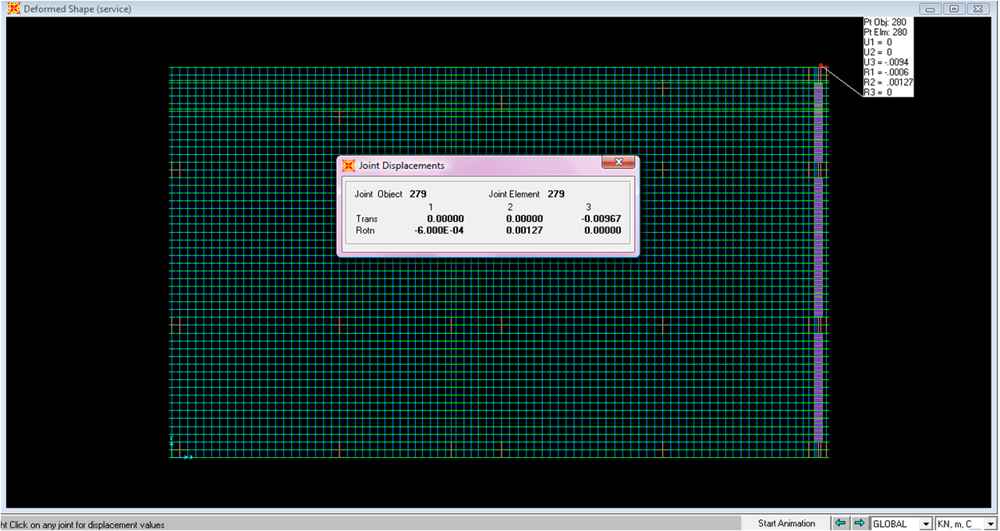 Deformed Shape (service)
Pt Obj: 280
Pt Elm: 280
U1 = 0
U2 = 0
U3 = -.0094
R1 = -.0006
R2 = .00127
R3 = 0
Joint Displacements
Joint Object 279 Joint Element 279
1 2 3
Trans 0.00000 0.00000 -0.00967
Rotn -6.000E-04 0.00127 0.00000
Y
X
ht Click on any joint for displacement values
Start Animation
GLOBAL
KN, m, C